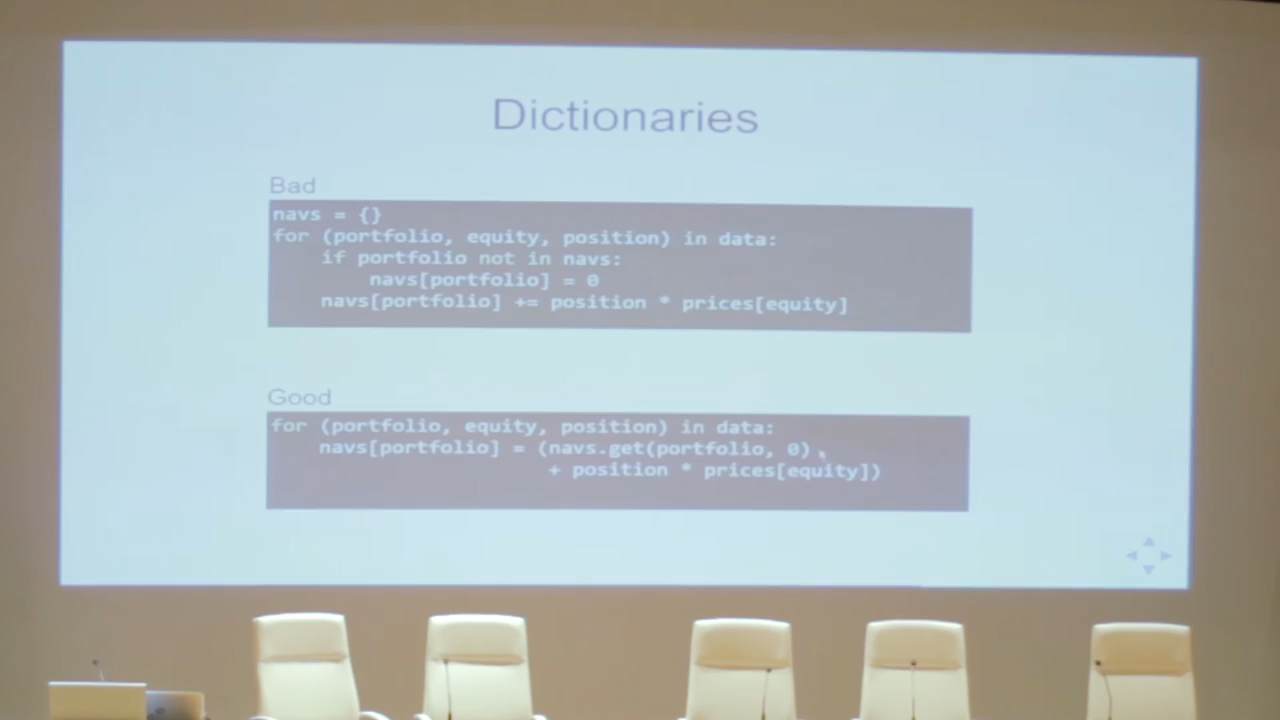 Dictionaries
Bad
navs = {}
for (portfolio, equity, position) in data:
    if portfolio not in navs:
        navs[portfolio] = 0
    navs[portfolio] += position * prices[equity]
Good
for (portfolio, equity, position) in data:
    navs[portfolio] = (navs.get(portfolio, 0)
                       + position * prices[equity])